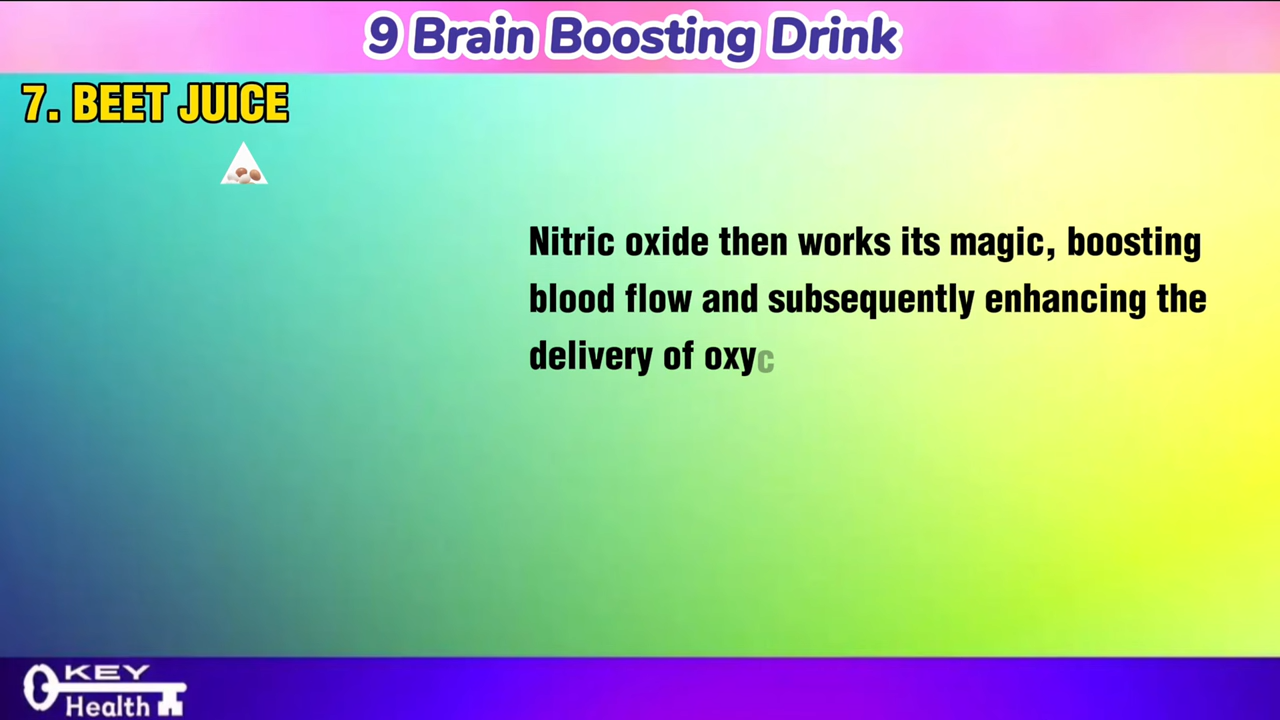 9 Brain Boosting Drink
7. BEET JUICE
Nitric oxide then works its magic, boosting
blood flow and subsequently enhancing the
delivery of oxyc
KEY
Health